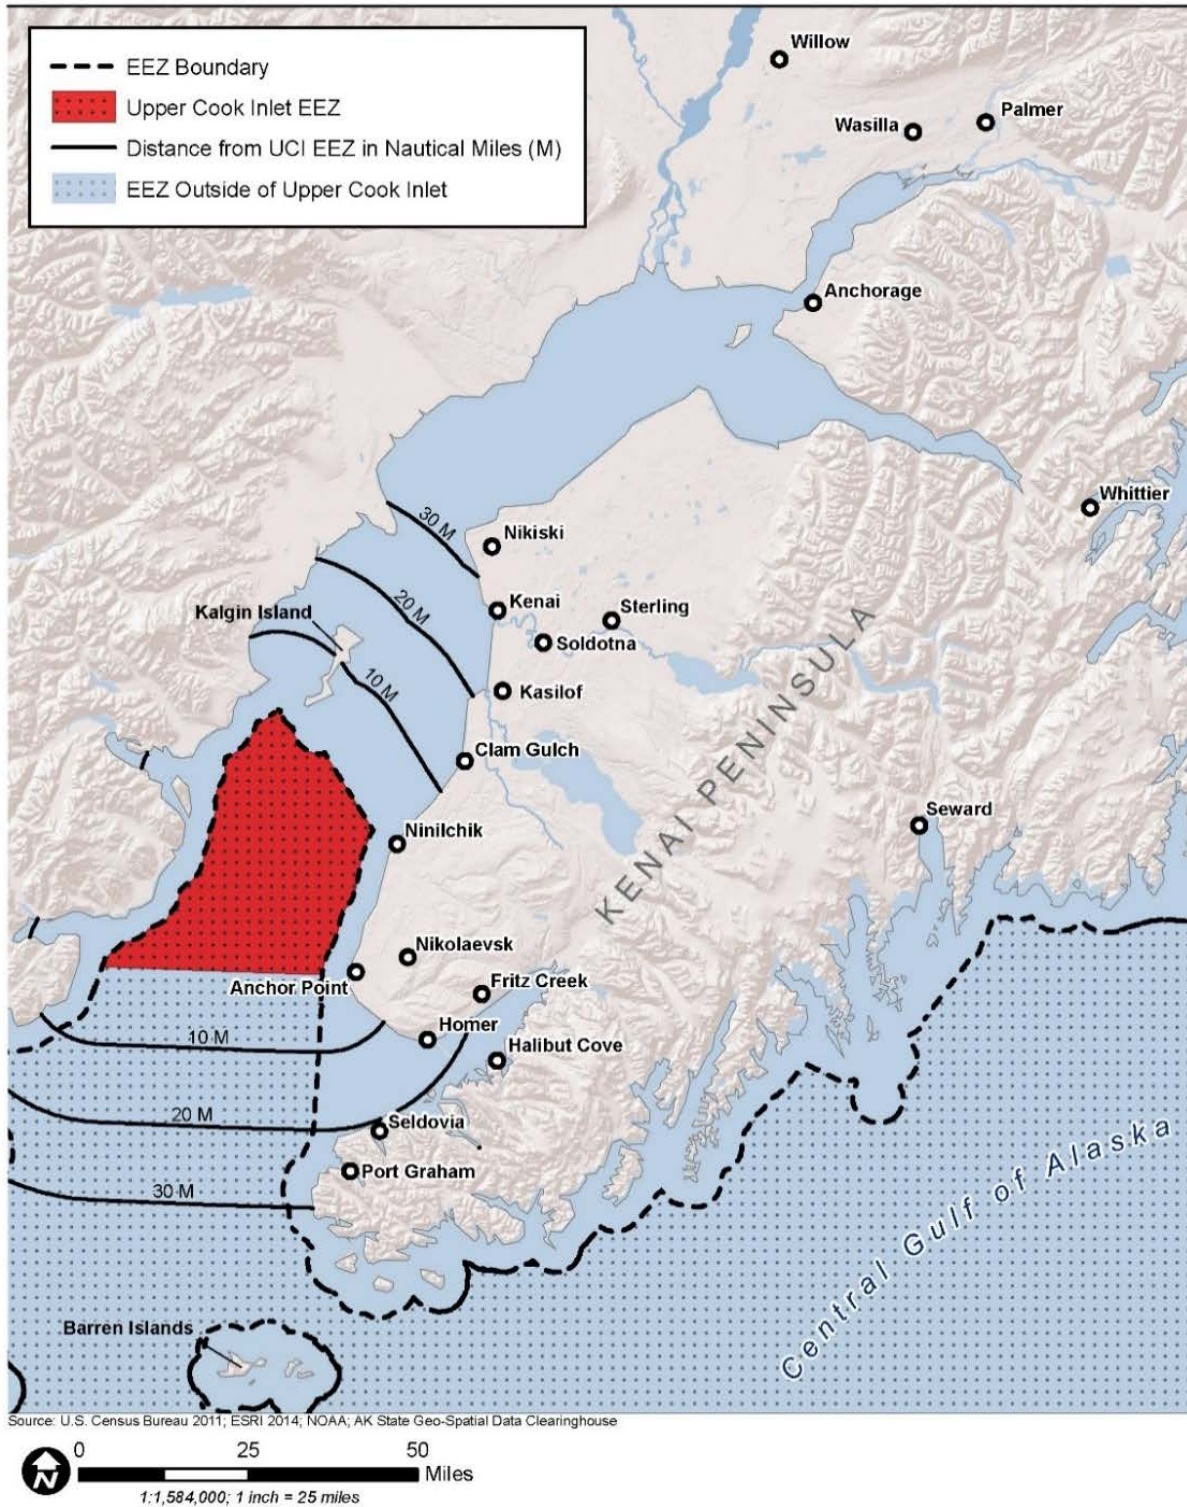 EEZ Boundary
Upper Cook Inlet EEZ
Distance from UCI EEZ in Nautical Miles (M)
EEZ Outside of Upper Cook Inlet
Willow
Palmer
Wasilla
Anchorage
Whittier
30 M
Nikiski
20 M
Kenai
Sterling
Kalgin Island
Soldotna
10 M
Kasilof
KENAI PENINSULA
Clam Gulch
Seward
Ninilchik
Nikolaevsk
Anchor Point
Fritz Creek
10 M
Homer
Halibut Cove
20 M
Seldovia
Port Graham
30 M
Central Gulf of Alaska
Barren Islands
Source: U.S. Census Bureau 2011; ESRI 2014; NOAA; AK State Geo-Spatial Data Clearinghouse
N
0 25 50
Miles
1:1,584,000; 1 inch = 25 miles